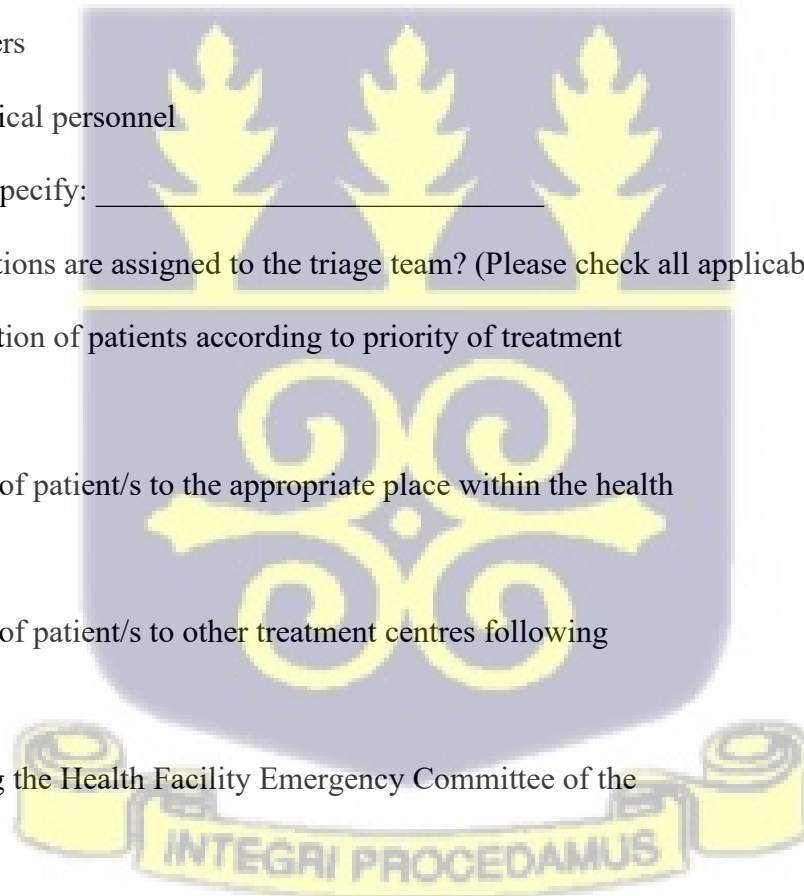 ers
ical personnel
pecify: ____________________________
tions are assigned to the triage team? (Please check all applicab
tion of patients according to priority of treatment
of patient/s to the appropriate place within the health
of patient/s to other treatment centres following
g the Health Facility Emergency Committee of the
INTEGRI PROCEDAMUS